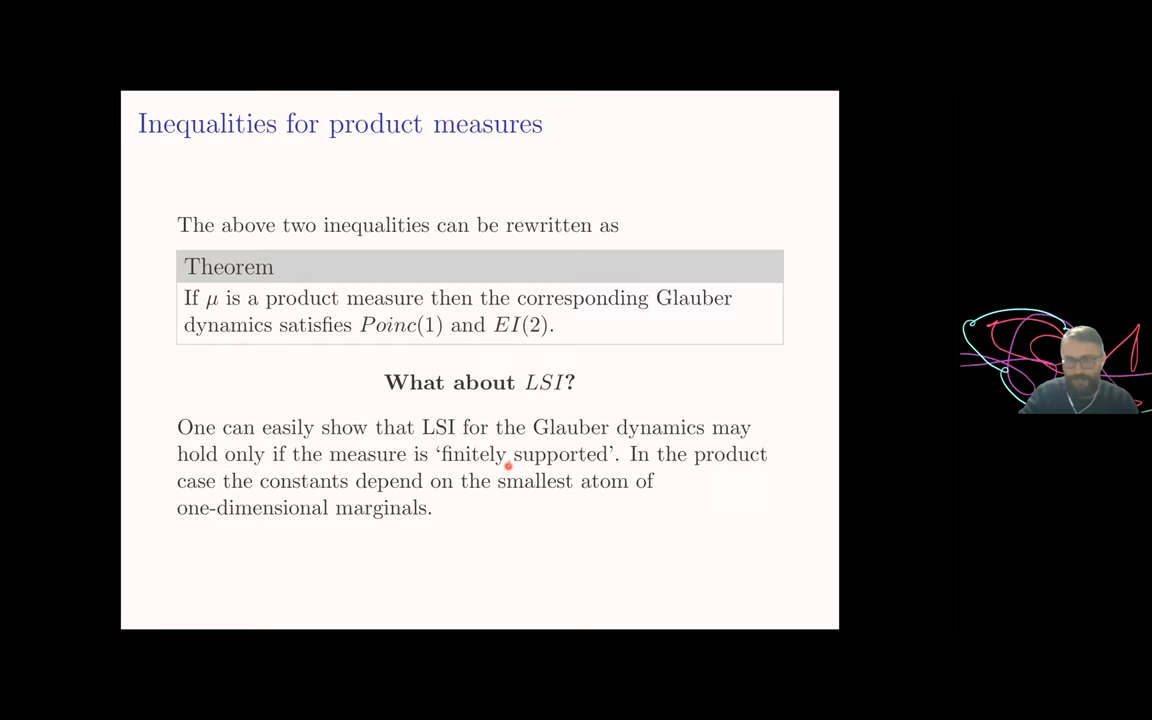 Inequalities for product measures
The above two inequalities can be rewritten as
Theorem
If μ is a product measure then the corresponding Glauber
dynamics satisfies Poinc(1) and EI(2).
What about LSI?
One can easily show that LSI for the Glauber dynamics may
hold only if the measure is ‘finitely supported’. In the product
case the constants depend on the smallest atom of
one-dimensional marginals.